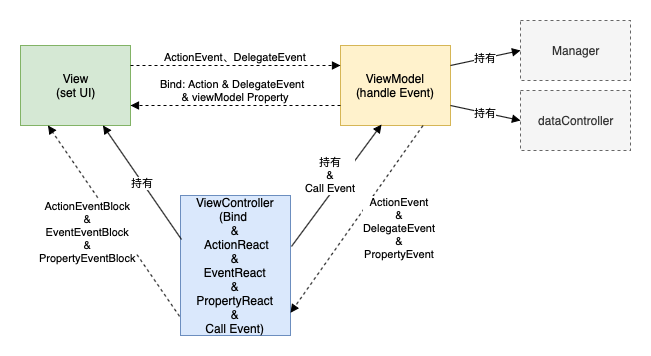 View
(set UI)
ActionEvent、DelegateEvent
Bind: Action & DelegateEvent
& viewModel Property
ViewModel
(handle Event)
持有
Manager
持有
dataController
持有
持有
&
Call Event
ActionEventBlock
&
EventEventBlock
&
PropertyEventBlock
ViewController
(Bind
&
ActionReact
&
EventReact
&
PropertyReact
&
Call Event)
ActionEvent
&
DelegateEvent
&
PropertyEvent